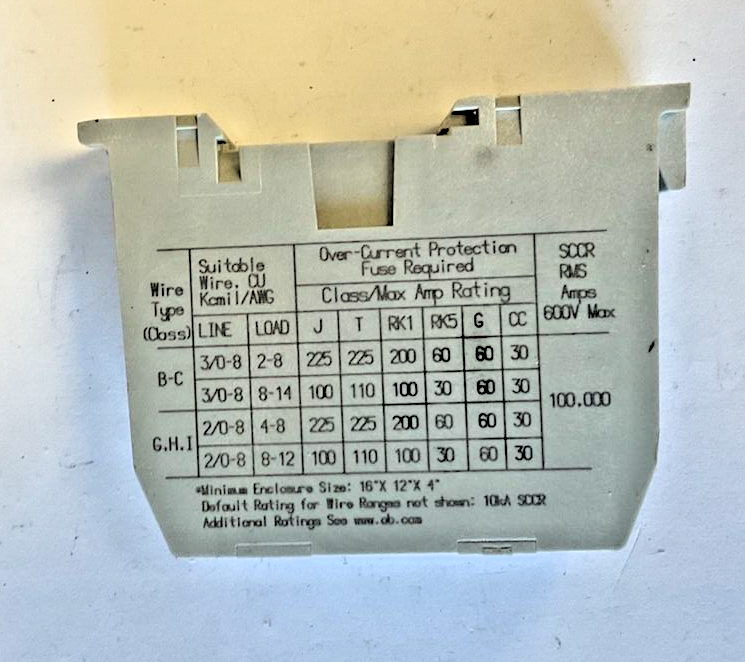 Over-Current Protection
Fuse Required
SCCR
RMS
Amps
600V Max
Suitable
Wire. CU
Kcmil/AWG
Wire
Type
(Class)
Class/Max Amp Rating
LINE LOAD J T RK1 RK5 G CC
B-C
3/0-8 2-8 225 225 200 60 60 30
3/0-8 8-14 100 110 100 30 60 30
100.000
G.H.I
2/0-8 4-8 225 225 200 60 60 30
2/0-8 8-12 100 110 100 30 60 30
*Minimum Enclosure Size: 16"X 12"X 4"
Default Rating for Wire Ranges not shown: 10kA SCCR
Additional Ratings See www.ab.com